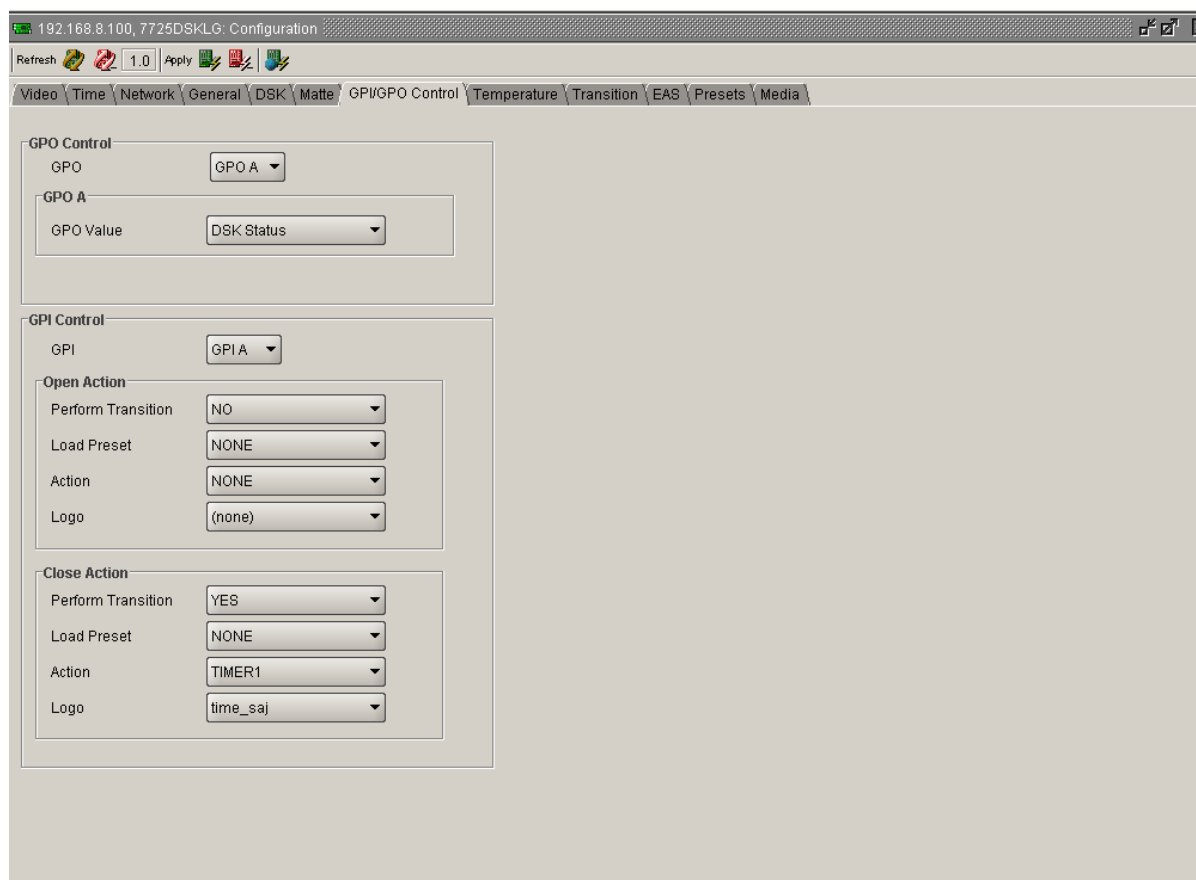 192.168.8.100, 7725DSKLG: Configuration
Refresh 1.0 Apply
Video Time Network General DSK Matte GPI/GPO Control Temperature Transition EAS Presets Media
GPO Control
GPO GPO A
GPO A
GPO Value DSK Status
GPI Control
GPI GPI A
Open Action
Perform Transition NO
Load Preset NONE
Action NONE
Logo (none)
Close Action
Perform Transition YES
Load Preset NONE
Action TIMER1
Logo time_saj